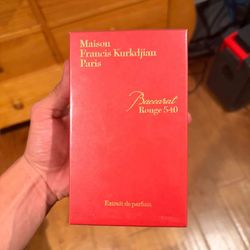 Maison
Francis Kurkdjian
Paris
Baccarat
Rouge 540
Extrait de parfum